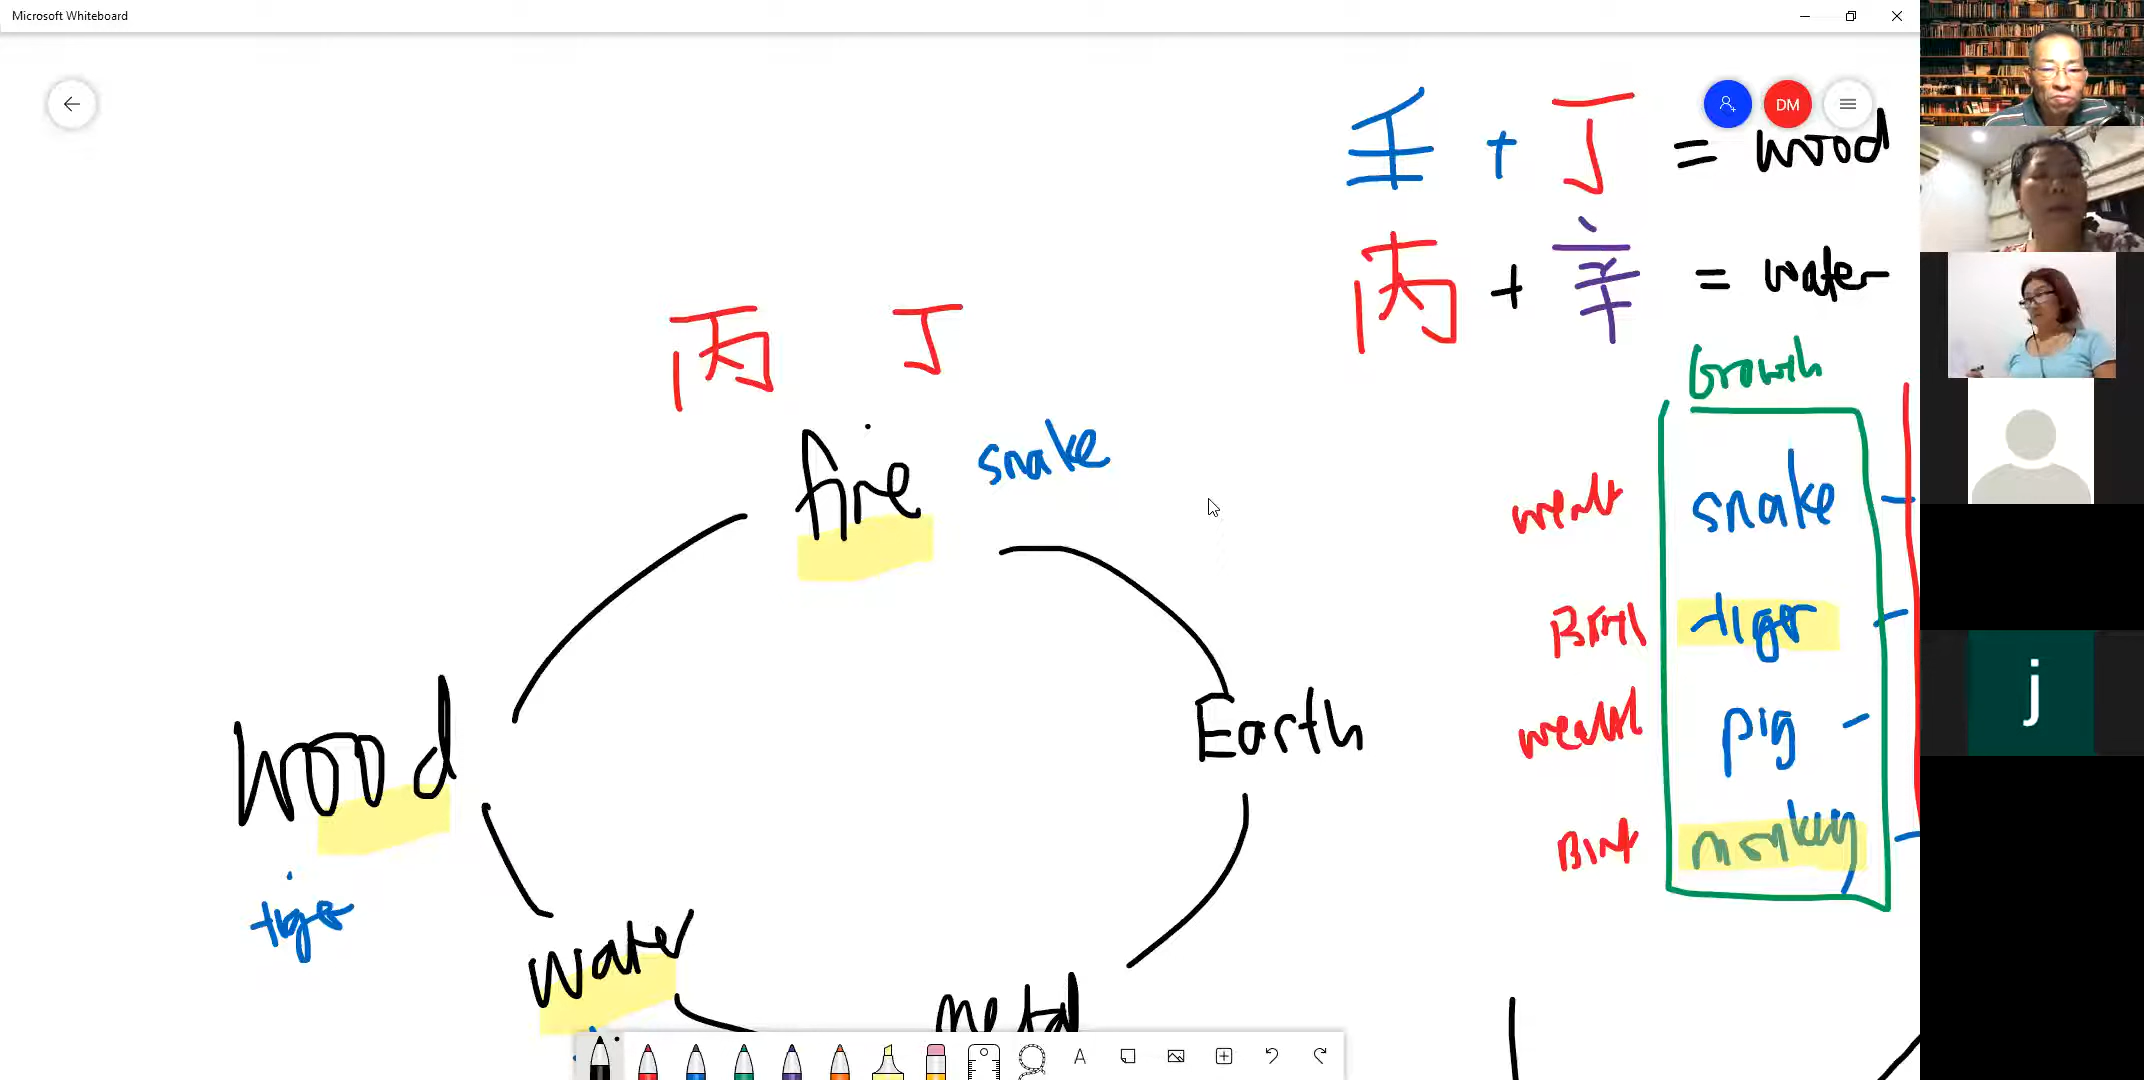 Microsoft Whiteboard
DM
壬 + 丁 = wood
丙 + 辛 = water
丙 丁
Growth
fire snake
snake
tiger
Earth
pig
wood
monkey
tiger
water
metal
j
A